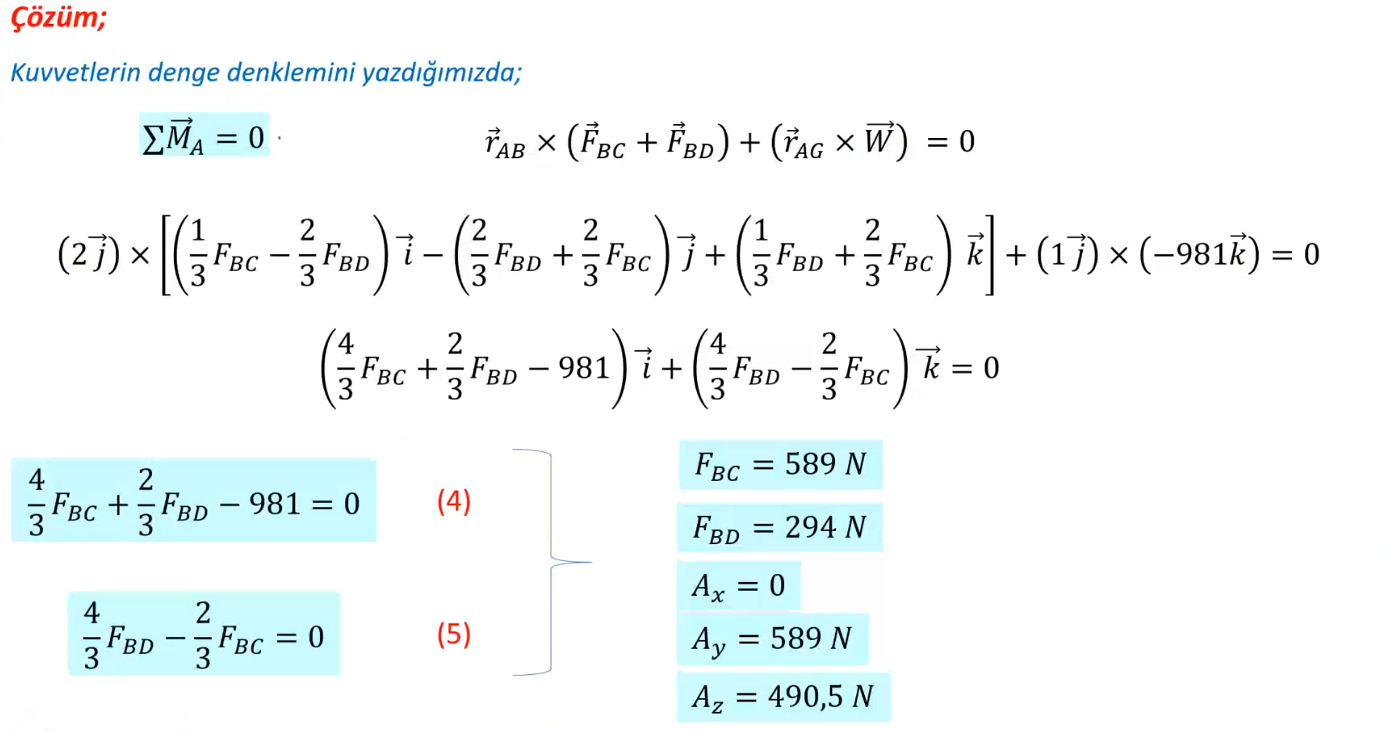 Çözüm;
Kuvvetlerin denge denklemini yazdığımızda;
∑M⃗_A = 0
r⃗_AB × (F⃗_BC + F⃗_BD) + (r⃗_AG × W⃗) = 0
(2j⃗) × [(1/3 F_BC − 2/3 F_BD) i⃗ − (2/3 F_BD + 2/3 F_BC) j⃗ + (1/3 F_BD + 2/3 F_BC) k⃗] + (1j⃗) × (−981k⃗) = 0
(4/3 F_BC + 2/3 F_BD − 981) i⃗ + (4/3 F_BD − 2/3 F_BC) k⃗ = 0
4/3 F_BC + 2/3 F_BD − 981 = 0 (4)
4/3 F_BD − 2/3 F_BC = 0 (5)
F_BC = 589 N
F_BD = 294 N
A_x = 0
A_y = 589 N
A_z = 490,5 N